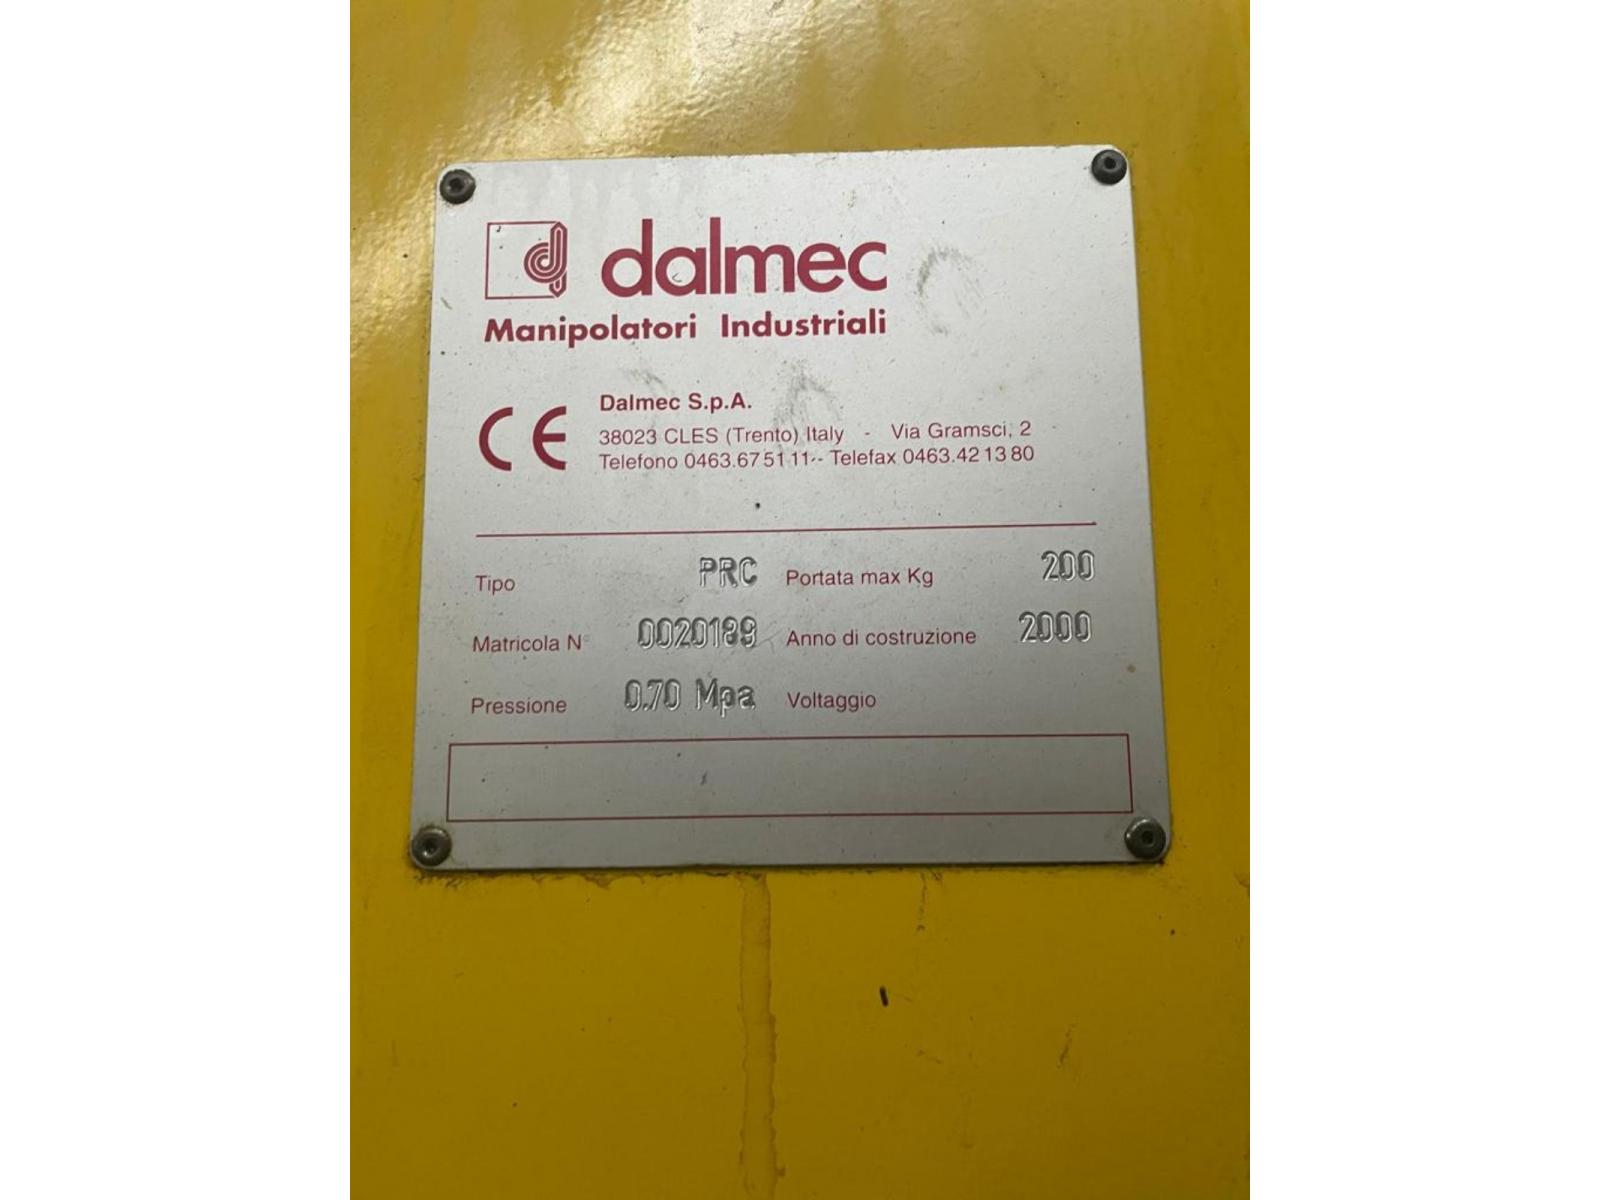 dalmec
Manipolatori Industriali
CE
Dalmec S.p.A.
38023 CLES (Trento) Italy - Via Gramsci, 2
Telefono 0463.67 51 11 - Telefax 0463.42 13 80
Tipo PRC Portata max Kg 200
Matricola N° 0020189 Anno di costruzione 2000
Pressione 0.70 Mpa Voltaggio